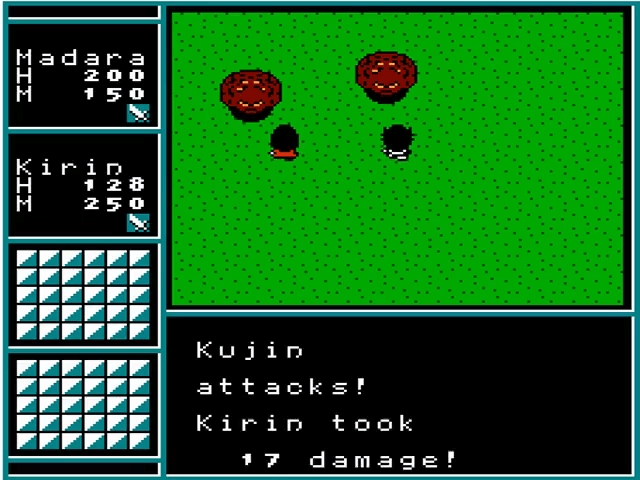 Madara
H 200
M 150
Kirin
H 128
M 250
Kujin
attacks!
Kirin took
17 damage!